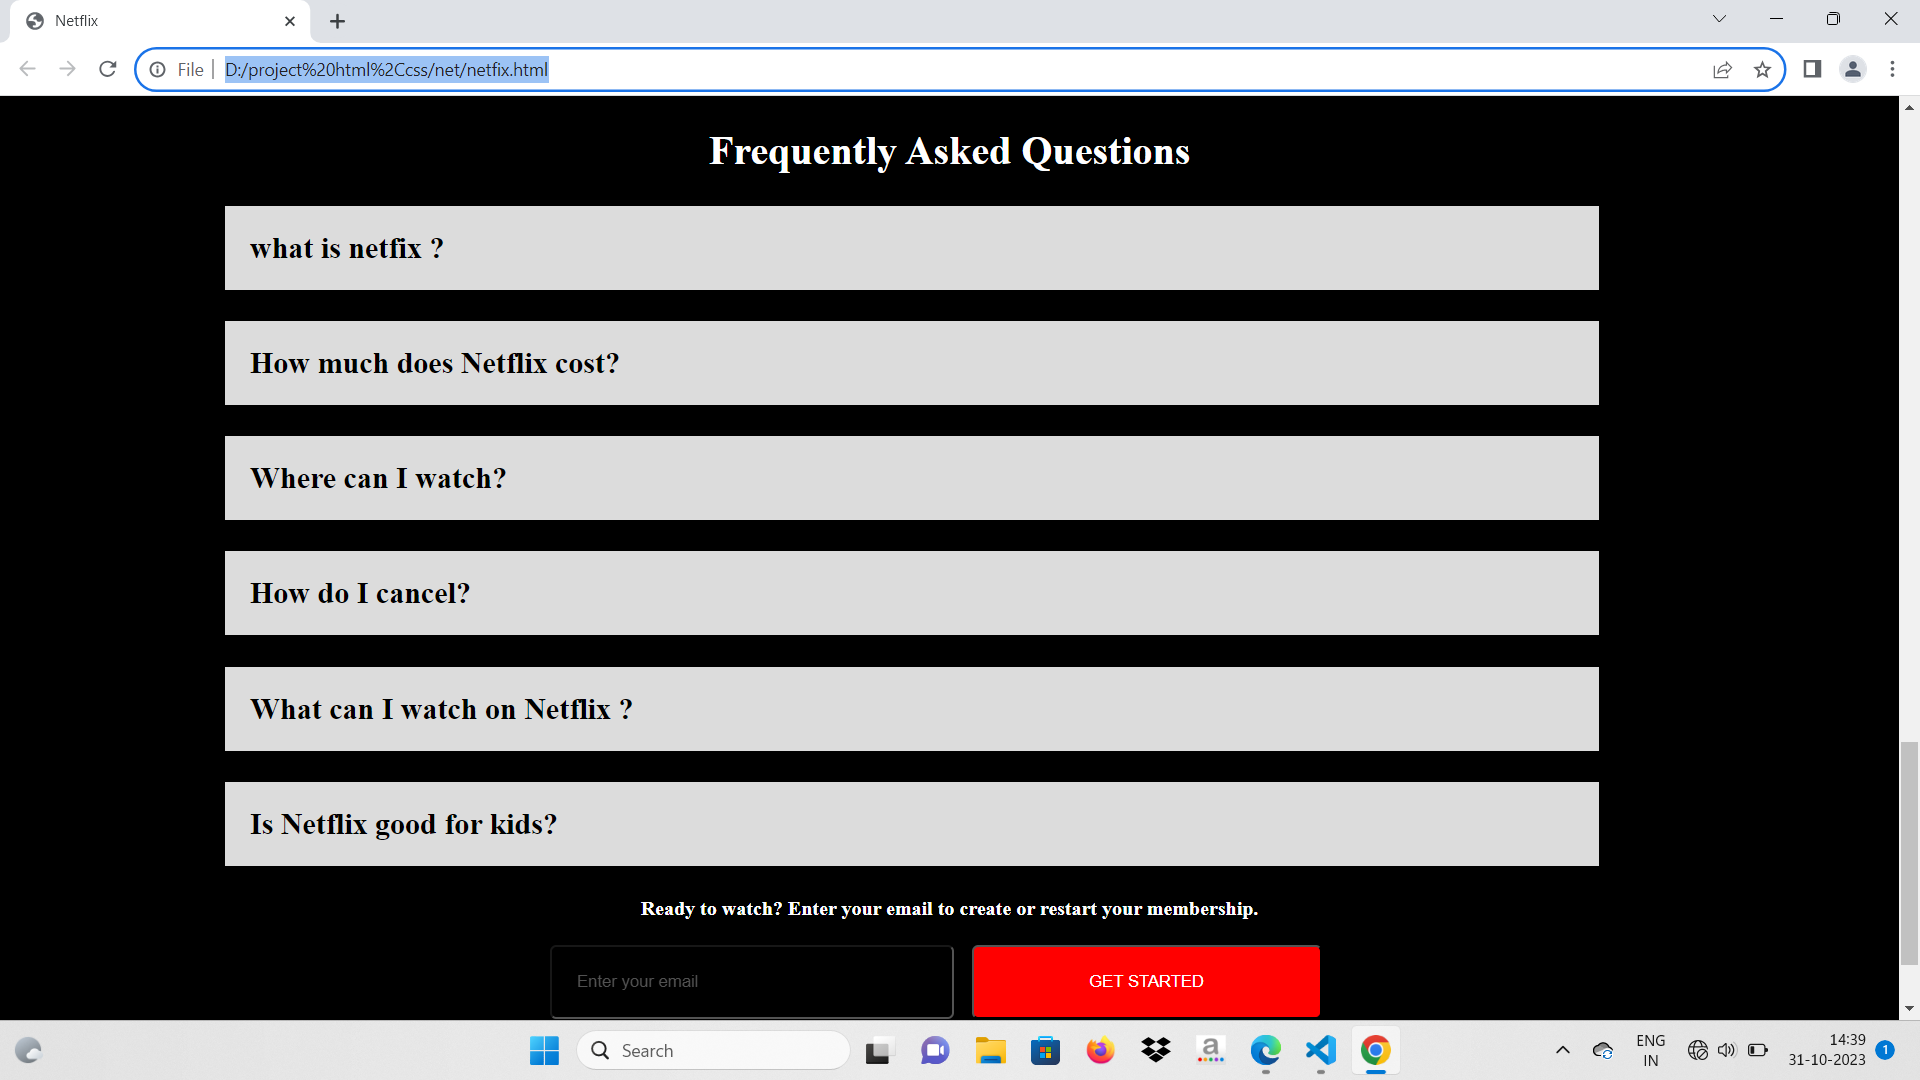 Netflix
File
D:/project%20html%2Ccss/net/netfix.html
Frequently Asked Questions
what is netfix ?
How much does Netflix cost?
Where can I watch?
How do I cancel?
What can I watch on Netflix ?
Is Netflix good for kids?
Ready to watch? Enter your email to create or restart your membership.
Enter your email
GET STARTED
Search
a
ENG
IN
14:39
31-10-2023
1